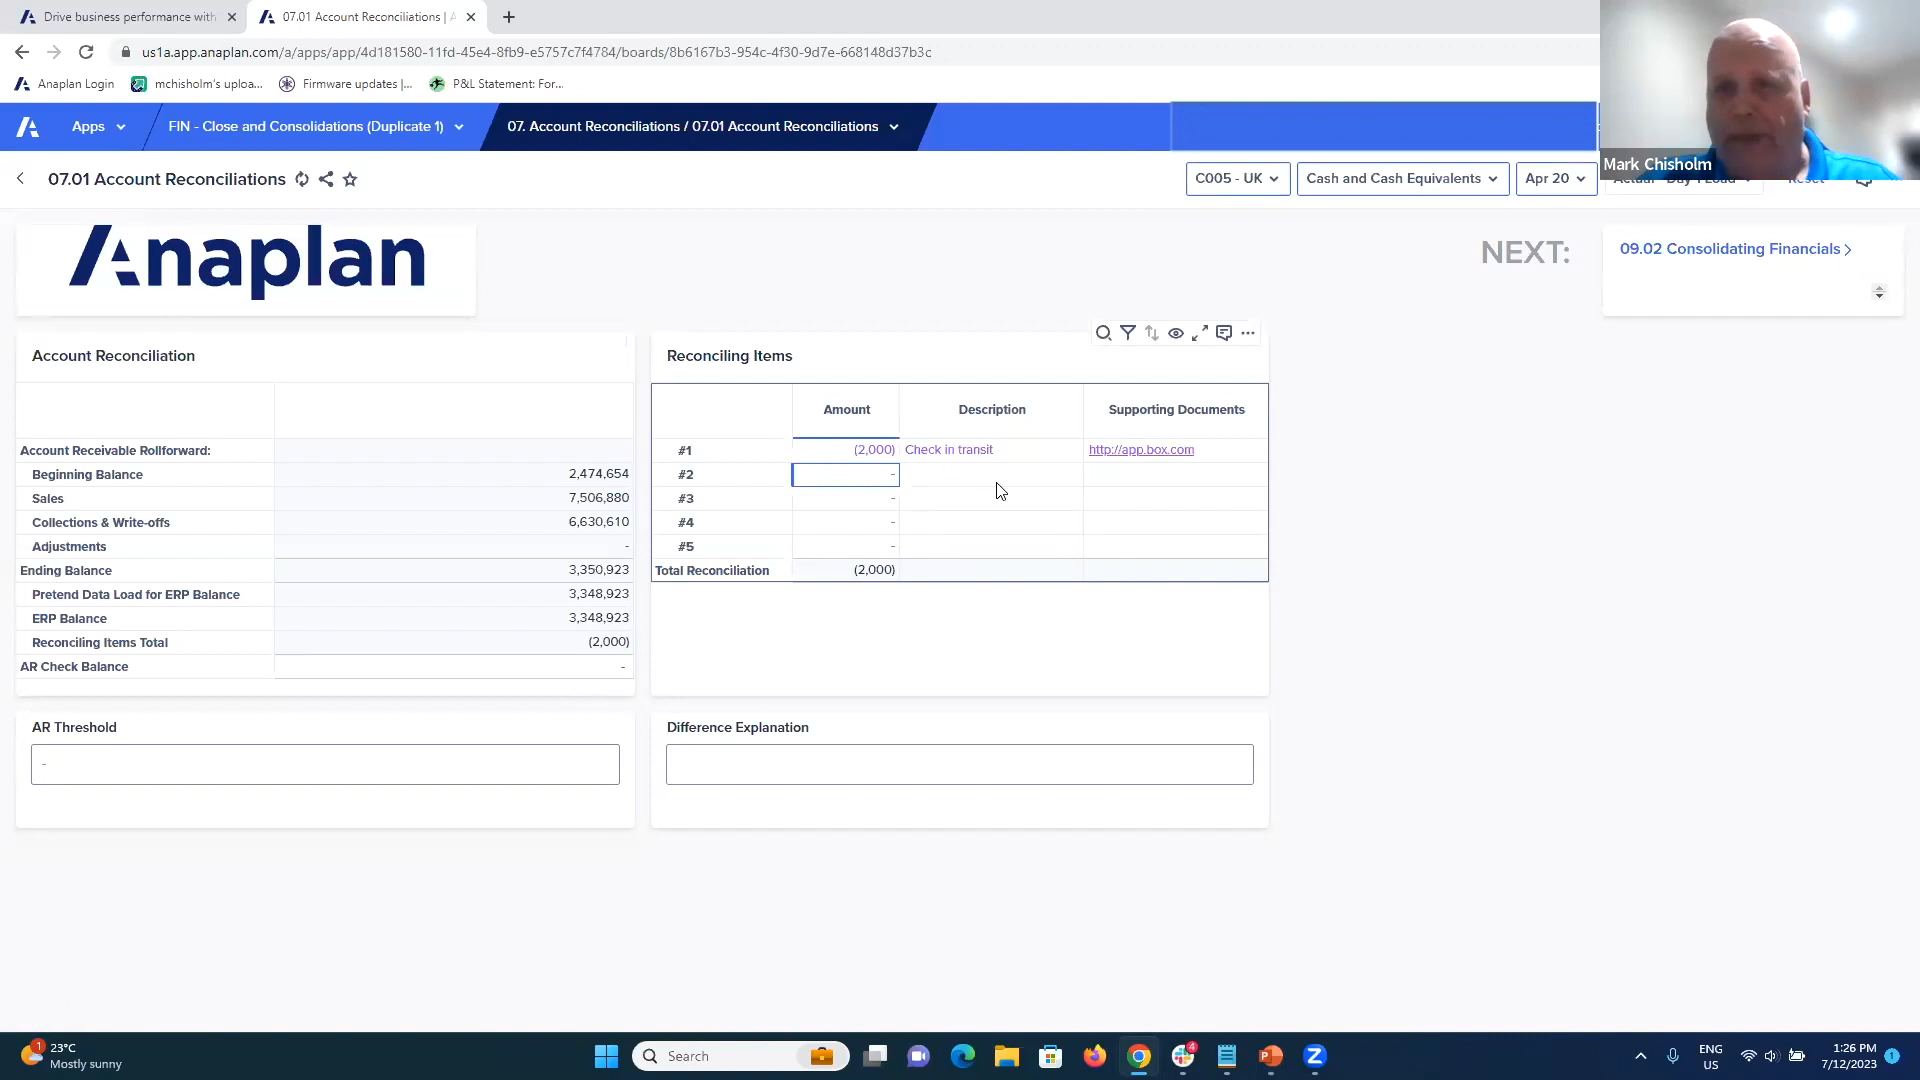 Drive business performance with
07.01 Account Reconciliations | A
us1a.app.anaplan.com/a/apps/app/4d181580-11fd-45e4-8fb9-e5757c7f4784/boards/8b6167b3-954c-4f30-9d7e-668148d37b3c
Anaplan Login
mchisholm's uploa...
Firmware updates |...
P&L Statement: For...
Apps
FIN - Close and Consolidations (Duplicate 1)
07. Account Reconciliations / 07.01 Account Reconciliations
Mark Chisholm
07.01 Account Reconciliations
C005 - UK
Cash and Cash Equivalents
Apr 20
Anaplan
NEXT:
09.02 Consolidating Financials
Account Reconciliation
Account Receivable Rollforward:
Beginning Balance 2,474,654
Sales 7,506,880
Collections & Write-offs 6,630,610
Adjustments -
Ending Balance 3,350,923
Pretend Data Load for ERP Balance 3,348,923
ERP Balance 3,348,923
Reconciling Items Total (2,000)
AR Check Balance -
Reconciling Items
Amount Description Supporting Documents
#1 (2,000) Check in transit http://app.box.com
#2 -
#3 -
#4 -
#5 -
Total Reconciliation (2,000)
AR Threshold
-
Difference Explanation
1
23°C
Mostly sunny
Search
4
ENG
US
1:26 PM
7/12/2023
1